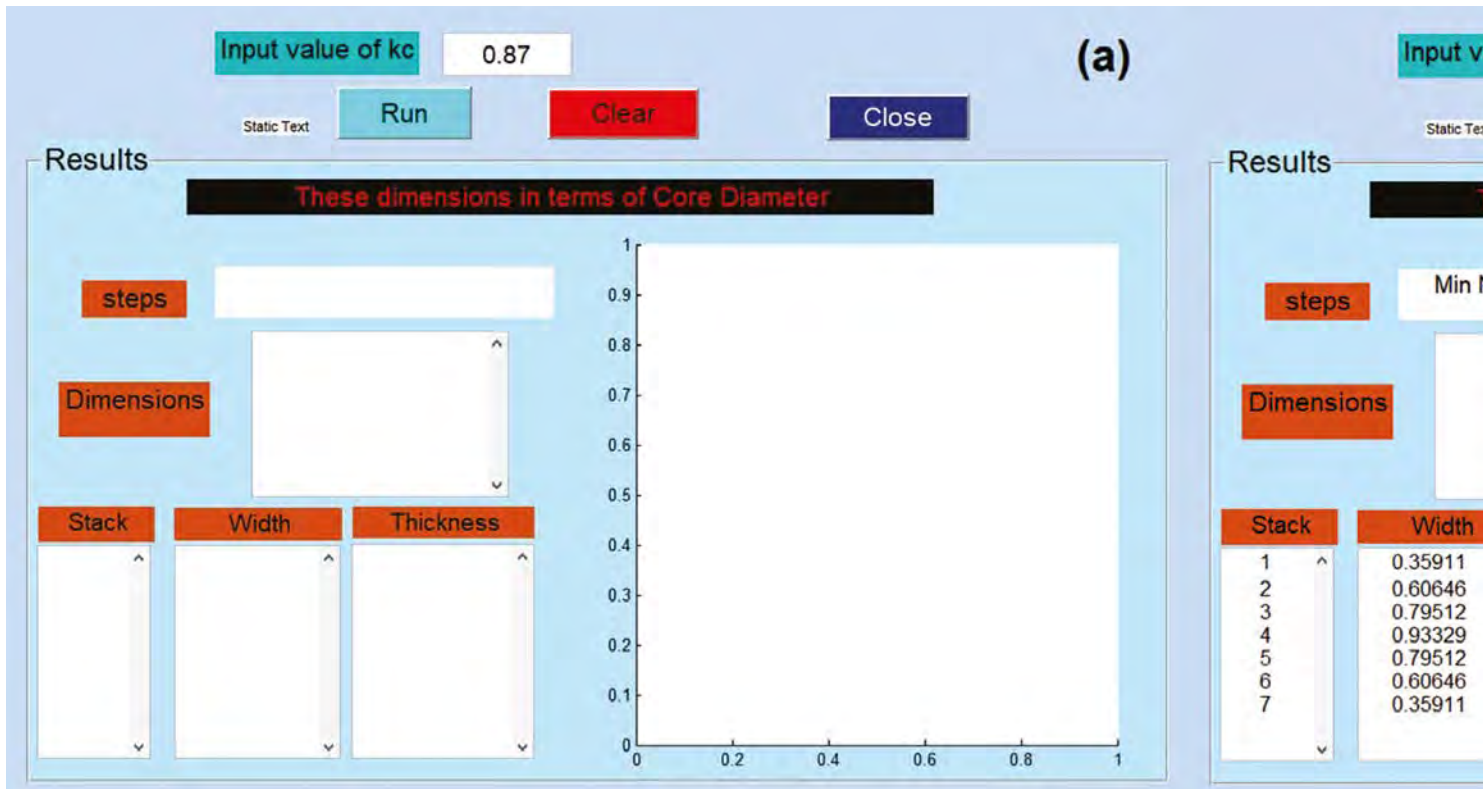 Input value of kc
0.87
(a)
Static Text
Run
Clear
Close
Results
These dimensions in terms of Core Diameter
steps
Dimensions
Stack
Width
Thickness
1
0.9
0.8
0.7
0.6
0.5
0.4
0.3
0.2
0.1
0
0 0.2 0.4 0.6 0.8 1
Input
Static
Results
steps
Min
Dimensions
Stack Width
1 0.35911
2 0.60646
3 0.79512
4 0.93329
5 0.79512
6 0.60646
7 0.35911